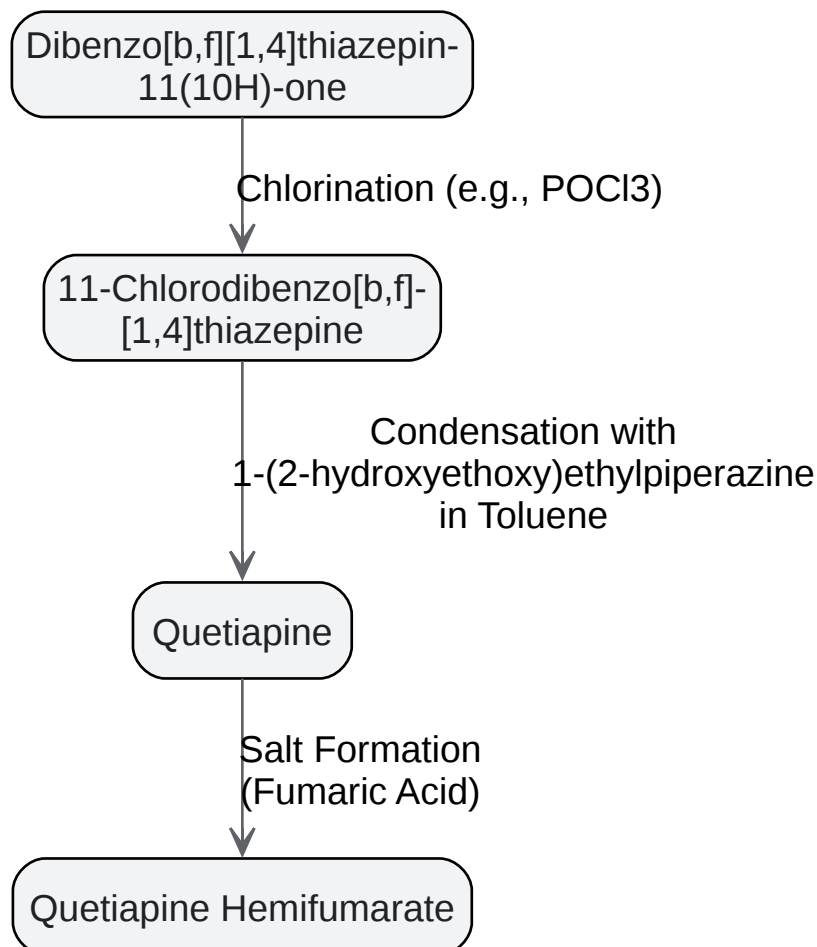 Dibenzo[b,f][1,4]thiazepin-
11(10H)-one
Chlorination (e.g., POCl3)
11-Chlorodibenzo[b,f]-
[1,4]thiazepine
Condensation with
1-(2-hydroxyethoxy)ethylpiperazine
in Toluene
Quetiapine
Salt Formation
(Fumaric Acid)
Quetiapine Hemifumarate